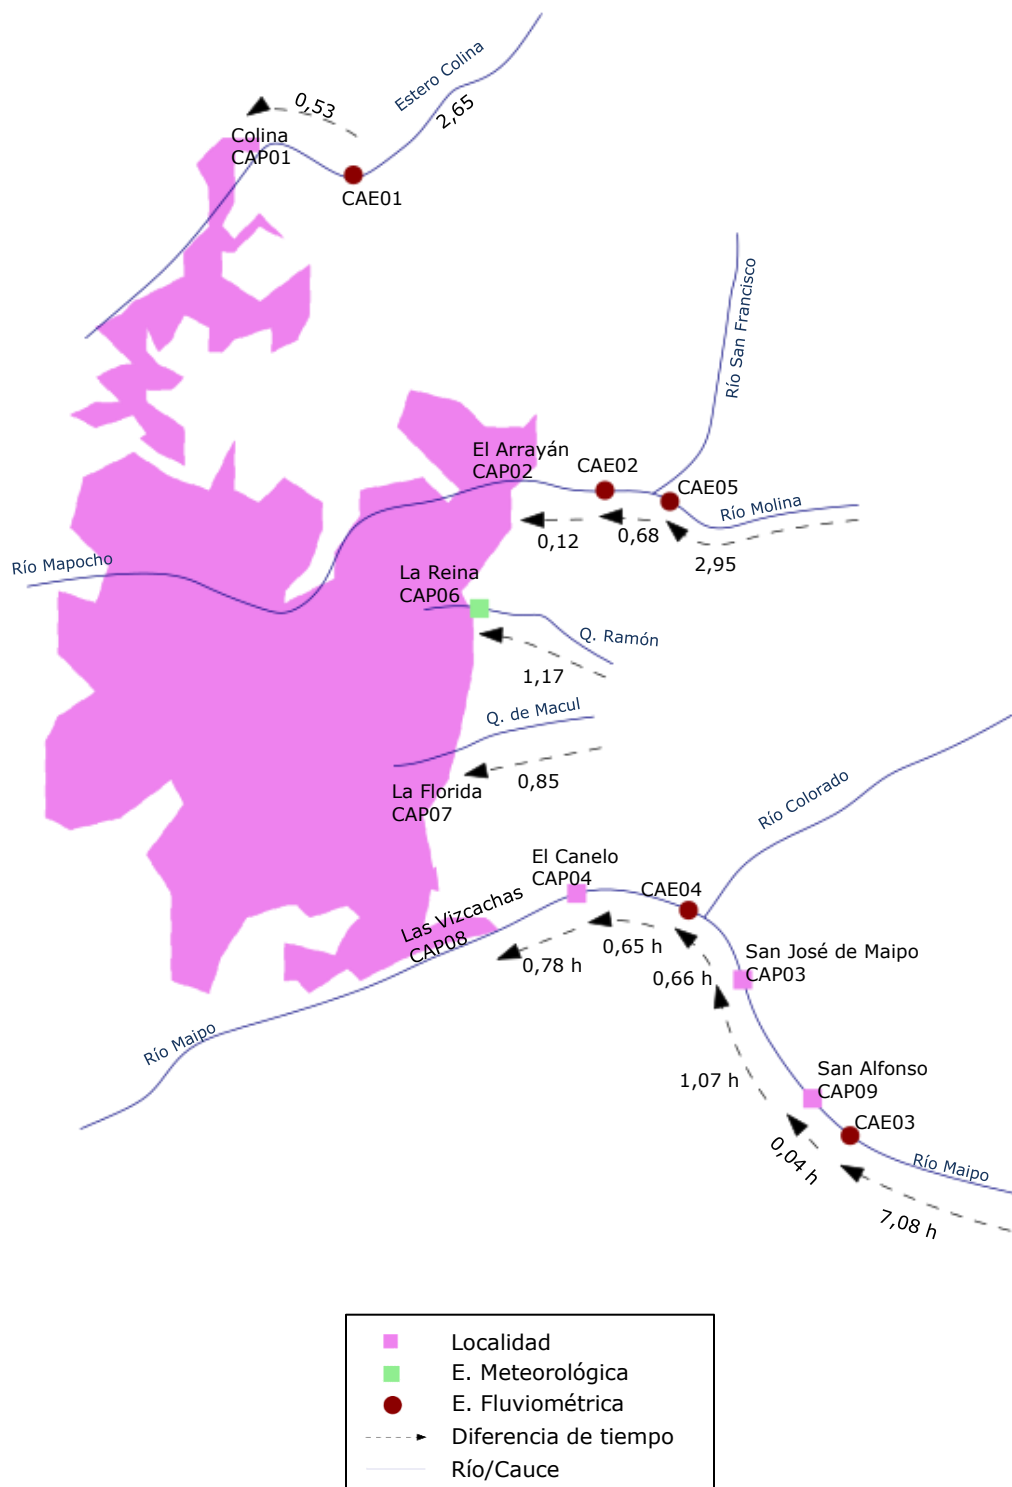 Estero Colina
0,53
2,65
Colina
CAP01
CAE01
Río San Francisco
El Arrayán
CAP02
CAE02
CAE05
Río Molina
0,12
0,68
2,95
Río Mapocho
La Reina
CAP06
Q. Ramón
1,17
Q. de Macul
0,85
La Florida
CAP07
Río Colorado
El Canelo
CAP04
CAE04
Las Vizcachas
CAP08
0,78 h
0,65 h
0,66 h
San José de Maipo
CAP03
Río Maipo
1,07 h
San Alfonso
CAP09
CAE03
0,04 h
Río Maipo
7,08 h
Localidad
E. Meteorológica
E. Fluviométrica
Diferencia de tiempo
Río/Cauce